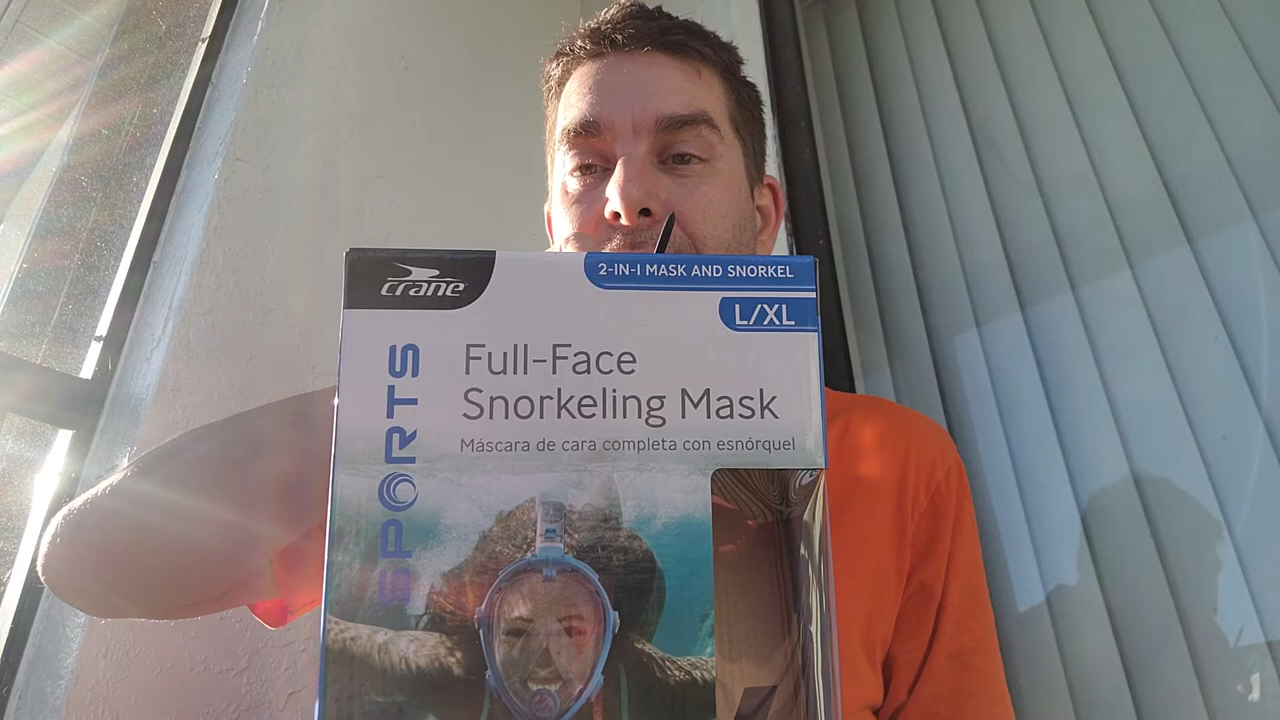 crane
2-IN-1 MASK AND SNORKEL
L/XL
SPORTS
Full-Face
Snorkeling Mask
Máscara de cara completa con esnórquel